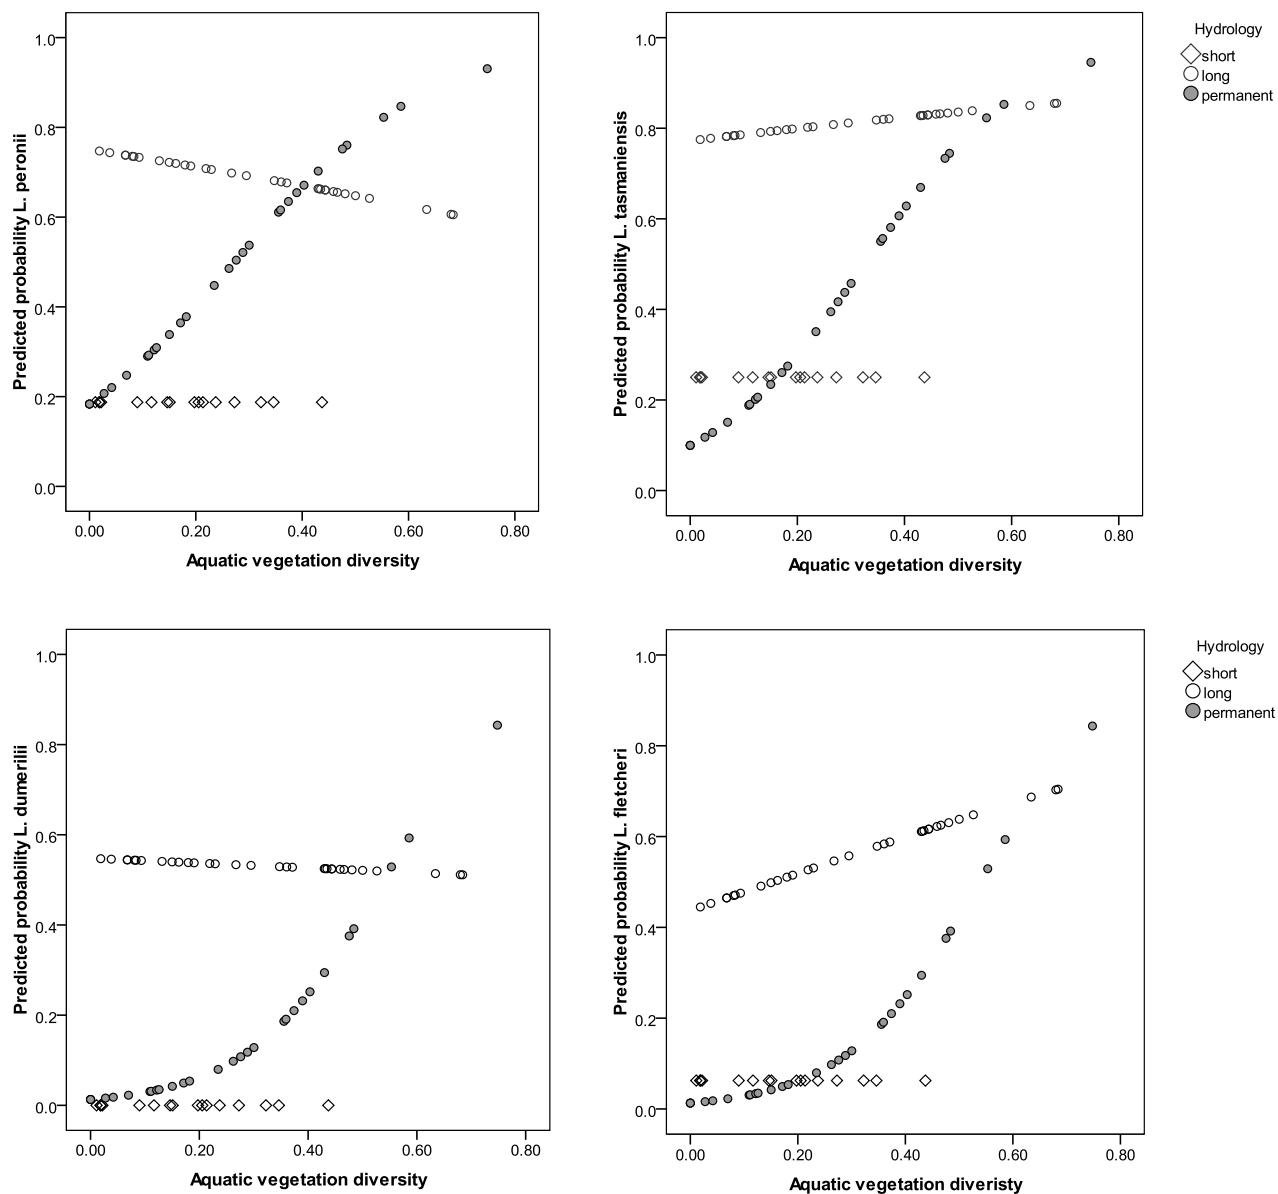 Hydrology
short
long
permanent
Predicted probability L. peronii
1.0
0.8
0.6
0.4
0.2
0.0
0.00 0.20 0.40 0.60 0.80
Aquatic vegetation diversity
Predicted probability L. tasmaniensis
1.0
0.8
0.6
0.4
0.2
0.0
0.00 0.20 0.40 0.60 0.80
Aquatic vegetation diversity
Hydrology
short
long
permanent
Predicted probability L. dumerilii
1.0
0.8
0.6
0.4
0.2
0.0
0.00 0.20 0.40 0.60 0.80
Aquatic vegetation diversity
Predicted probability L. fletcheri
1.0
0.8
0.6
0.4
0.2
0.0
0.00 0.20 0.40 0.60 0.80
Aquatic vegetation diveristy